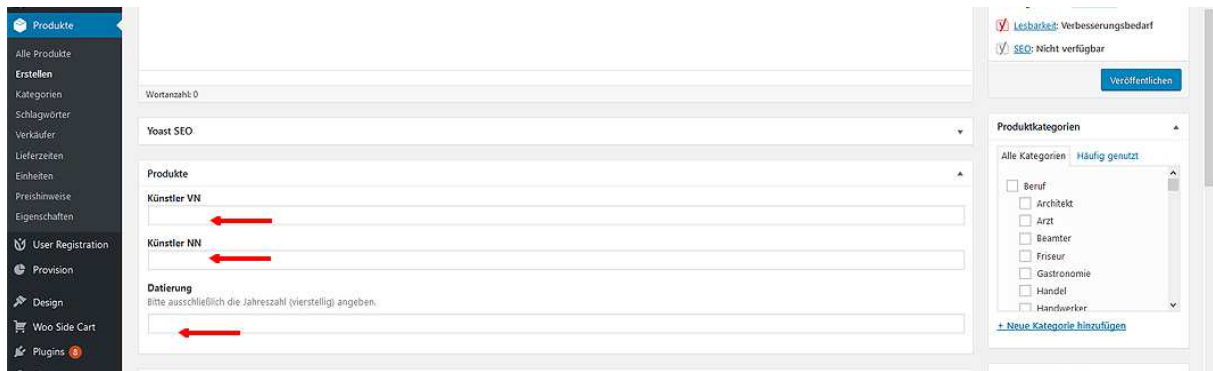 Produkte
Alle Produkte
Erstellen
Kategorien
Schlagwörter
Verkäufer
Lieferzeiten
Einheiten
Preishinweise
Eigenschaften
User Registration
Provision
Design
Woo Side Cart
Plugins 8
Wortanzahl: 0
Yoast SEO
Produkte
Künstler VN
Künstler NN
Datierung
Bitte ausschließlich die Jahreszahl (vierstellig) angeben.
Lesbarkeit: Verbesserungsbedarf
SEO: Nicht verfügbar
Veröffentlichen
Produktkategorien
Alle Kategorien Häufig genutzt
Beruf
Architekt
Arzt
Beamter
Friseur
Gastronomie
Handel
Handwerker
+ Neue Kategorie hinzufügen